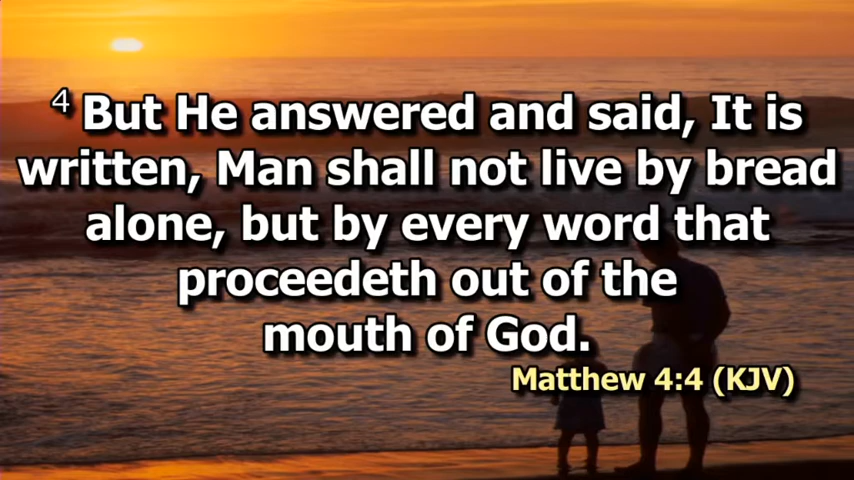 4 But He answered and said, It is
written, Man shall not live by bread
alone, but by every word that
proceedeth out of the
mouth of God.
Matthew 4:4 (KJV)